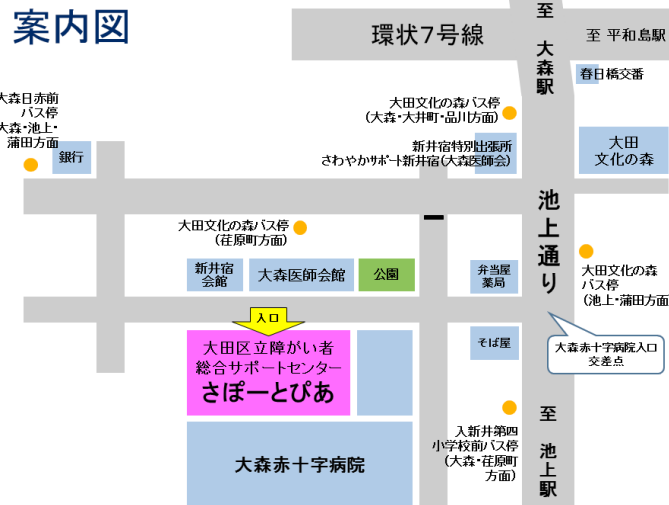 案内図
環状7号線
至 大森駅
至 平和島駅
春日橋交番
大森日赤前
バス停
大森・池上・
蒲田方面
銀行
大田文化の森バス停
(大森・大井町・品川方面)
新井宿特別出張所
さわやかサポート新井宿(大森医師会)
大田
文化の森
池上通り
大田文化の森バス停
(荏原町方面)
新井宿
会館
大森医師会館
公園
弁当屋
薬局
大田文化の森
バス停
(池上・蒲田方面
入口
大田区立障がい者
総合サポートセンター
さぽーとぴあ
そば屋
大森赤十字病院入口
交差点
入新井第四
小学校前バス停
(大森・荏原町
方面)
至 池上駅
大森赤十字病院